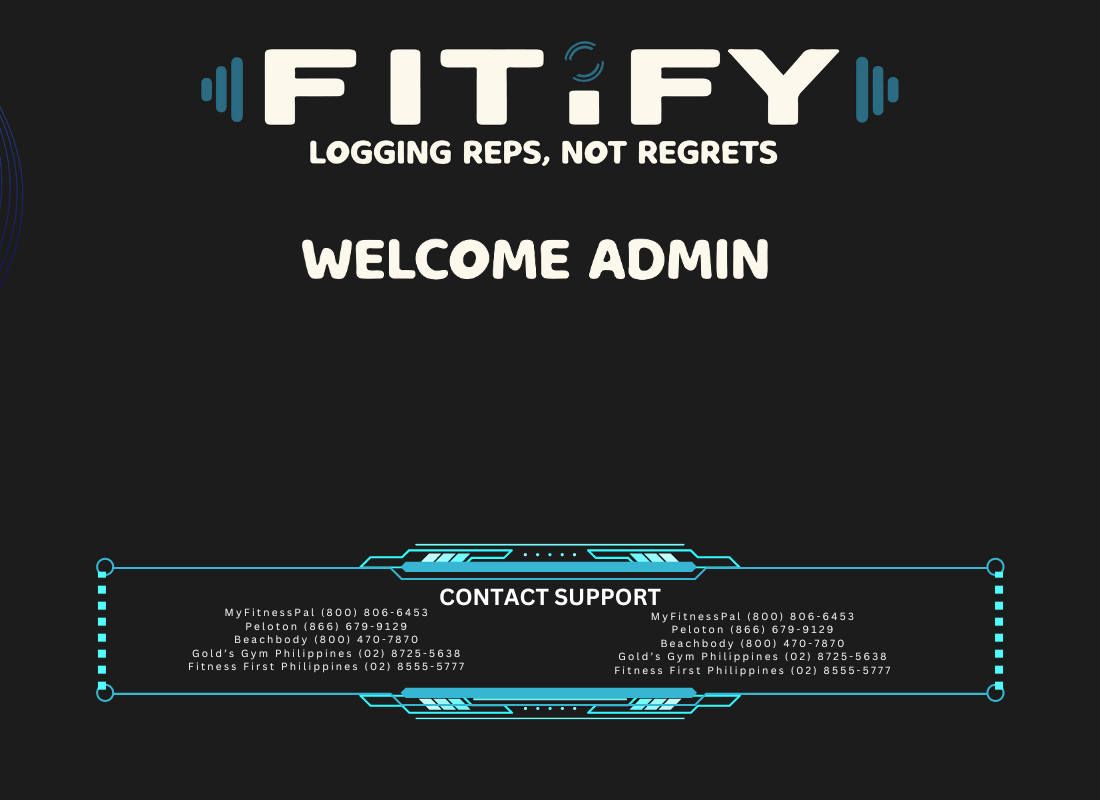 FITiFY
LOGGING REPS, NOT REGRETS
WELCOME ADMIN
CONTACT SUPPORT
MyFitnessPal (800) 806-6453
Peloton (866) 679-9129
Beachbody (800) 470-7870
Gold's Gym Philippines (02) 8725-5638
Fitness First Philippines (02) 8555-5777
MyFitnessPal (800) 806-6453
Peloton (866) 679-9129
Beachbody (800) 470-7870
Gold's Gym Philippines (02) 8725-5638
Fitness First Philippines (02) 8555-5777